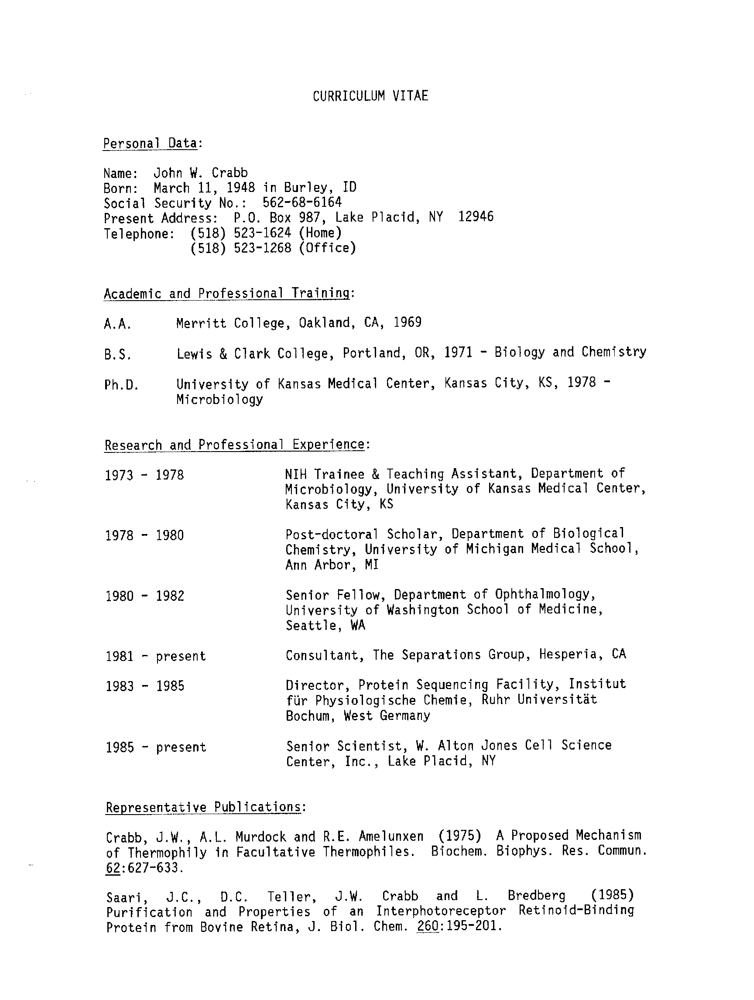 CURRICULUM VITAE
Personal Data:
Name: John W. Crabb
Born: March 11, 1948 in Burley, ID
Social Security No.: 562-68-6164
Present Address: P.O. Box 987, Lake Placid, NY 12946
Telephone: (518) 523-1624 (Home)
(518) 523-1268 (Office)
Academic and Professional Training:
A.A. Merritt College, Oakland, CA, 1969
B.S. Lewis & Clark College, Portland, OR, 1971 - Biology and Chemistry
Ph.D. University of Kansas Medical Center, Kansas City, KS, 1978 -
Microbiology
Research and Professional Experience:
1973 - 1978 NIH Trainee & Teaching Assistant, Department of
Microbiology, University of Kansas Medical Center,
Kansas City, KS
1978 - 1980 Post-doctoral Scholar, Department of Biological
Chemistry, University of Michigan Medical School,
Ann Arbor, MI
1980 - 1982 Senior Fellow, Department of Ophthalmology,
University of Washington School of Medicine,
Seattle, WA
1981 - present Consultant, The Separations Group, Hesperia, CA
1983 - 1985 Director, Protein Sequencing Facility, Institut
für Physiologische Chemie, Ruhr Universität
Bochum, West Germany
1985 - present Senior Scientist, W. Alton Jones Cell Science
Center, Inc., Lake Placid, NY
Representative Publications:
Crabb, J.W., A.L. Murdock and R.E. Amelunxen (1975) A Proposed Mechanism
of Thermophily in Facultative Thermophiles. Biochem. Biophys. Res. Commun.
62:627-633.
Saari, J.C., D.C. Teller, J.W. Crabb and L. Bredberg (1985)
Purification and Properties of an Interphotoreceptor Retinoid-Binding
Protein from Bovine Retina, J. Biol. Chem. 260:195-201.